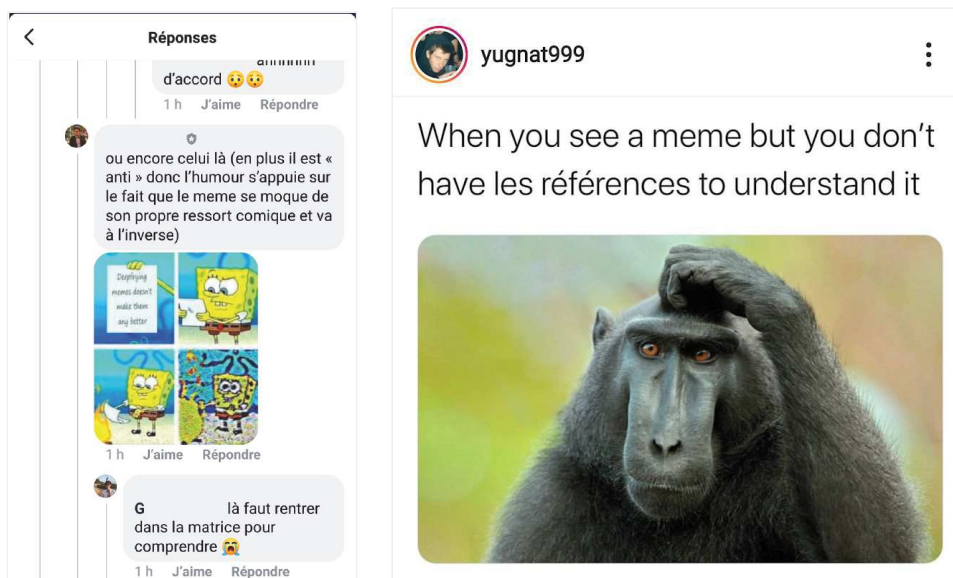 Réponses
d'accord
1 h J'aime Répondre
ou encore celui là (en plus il est «
anti » donc l'humour s'appuie sur
le fait que le meme se moque de
son propre ressort comique et va
à l'inverse)
Deepfrying
memes doesn't
make them
any better
1 h J'aime Répondre
G là faut rentrer
dans la matrice pour
comprendre
1 h J'aime Répondre
yugnat999
When you see a meme but you don't
have les références to understand it